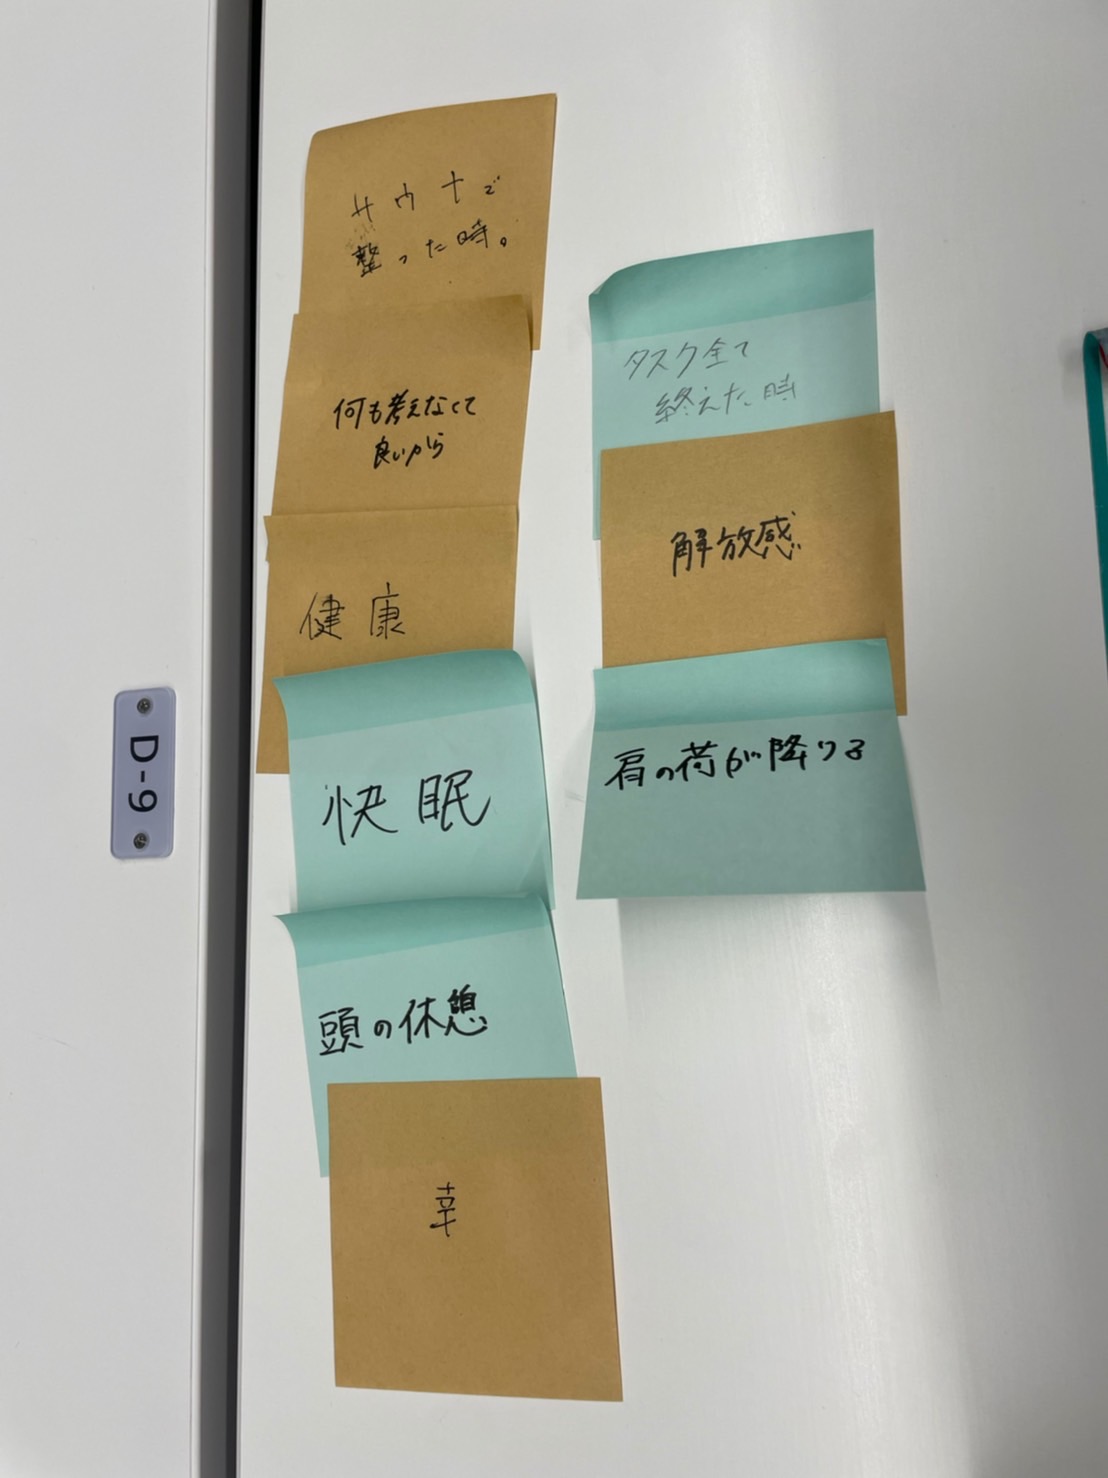 サウナで
整った時。
何も考えなくて
良いから
健康
快眠
頭の休憩
幸
タスク全て
終えた時
解放感
肩の荷が降りる
D-9